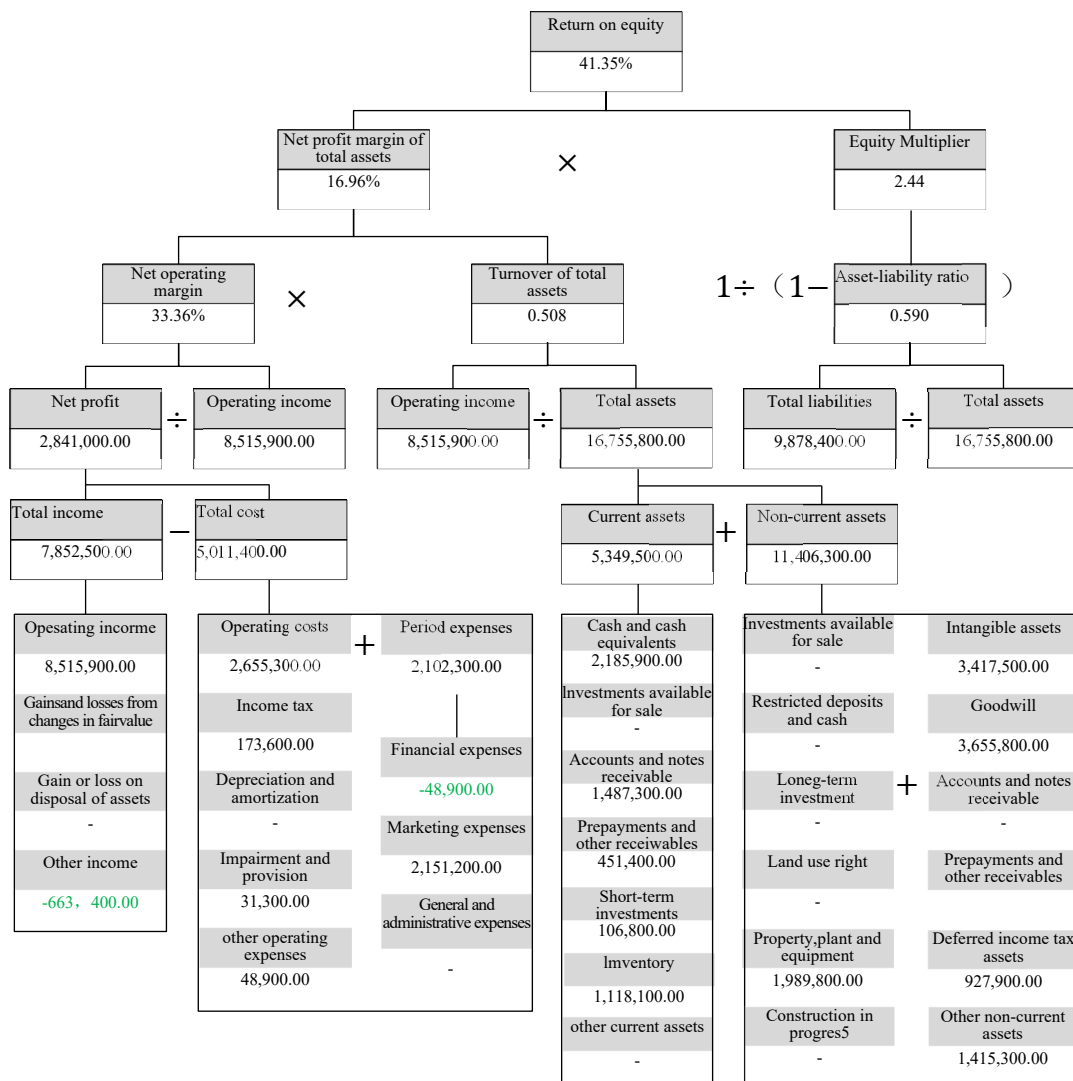 Return on equity
41.35%
Net profit margin of
total assets
16.96%
×
Equity Multiplier
2.44
Net operating
margin
33.36%
×
Turnover of total
assets
0.508
1÷（1−
Asset-liability ratio
0.590
）
Net profit
2,841,000.00
÷
Operating income
8,515,900.00
Operating income
8,515,900.00
÷
Total assets
16,755,800.00
Total liabilities
9,878,400.00
÷
Total assets
16,755,800.00
Total income
7,852,500.00
−
Total cost
5,011,400.00
Current assets
5,349,500.00
+
Non-current assets
11,406,300.00
Opesating incorme
8,515,900.00
Gainsand losses from
changes in fairvalue
Gain or loss on
disposal of assets
-
Other income
-663，400.00
Operating costs
2,655,300.00
Income tax
173,600.00
Depreciation and
amortization
-
Impairment and
provision
31,300.00
other operating
expenses
48,900.00
+
Period expenses
2,102,300.00
Financial expenses
-48,900.00
Marketing expenses
2,151,200.00
General and
administrative expenses
-
Cash and cash
equivalents
2,185,900.00
lnvestments available
for sale
-
Accounts and notes
receivable
1,487,300.00
Prepayments and
other receiwables
451,400.00
Short-term
investments
106,800.00
lmventory
1,118,100.00
other current assets
-
Investments available
for sale
-
Restricted deposits
and cash
-
Loneg-term
investment
-
Land use right
-
Property,plant and
equipment
1,989,800.00
Construction in
progres5
-
+
Intangible assets
3,417,500.00
Goodwill
3,655,800.00
Accounts and notes
receivable
-
Prepayments and
other receivables
Deferred income tax
assets
927,900.00
Other non-current
assets
1,415,300.00